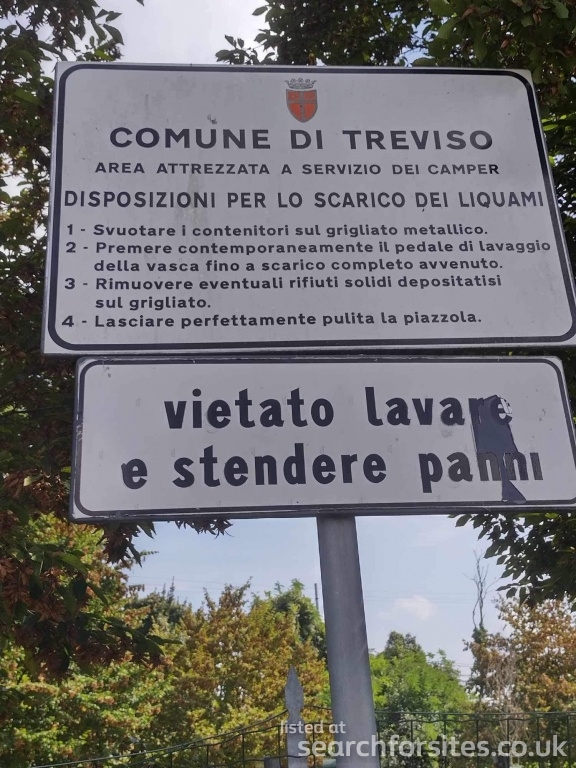 COMUNE DI TREVISO
AREA ATTREZZATA A SERVIZIO DEI CAMPER
DISPOSIZIONI PER LO SCARICO DEI LIQUAMI
1 - Svuotare i contenitori sul grigliato metallico.
2 - Premere contemporaneamente il pedale di lavaggio
della vasca fino a scarico completo avvenuto.
3 - Rimuovere eventuali rifiuti solidi depositatisi
sul grigliato.
4 - Lasciare perfettamente pulita la piazzola.
vietato lavare
e stendere panni
listed at
searchforsites.co.uk